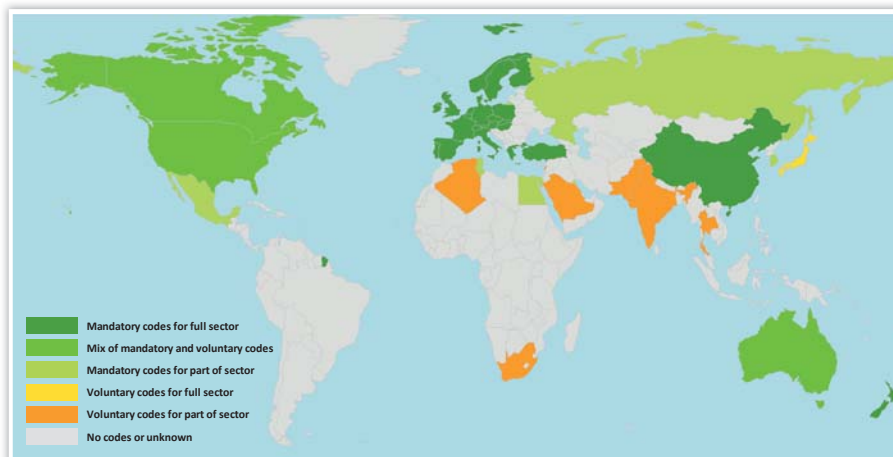 Mandatory codes for full sector
Mix of mandatory and voluntary codes
Mandatory codes for part of sector
Voluntary codes for full sector
Voluntary codes for part of sector
No codes or unknown